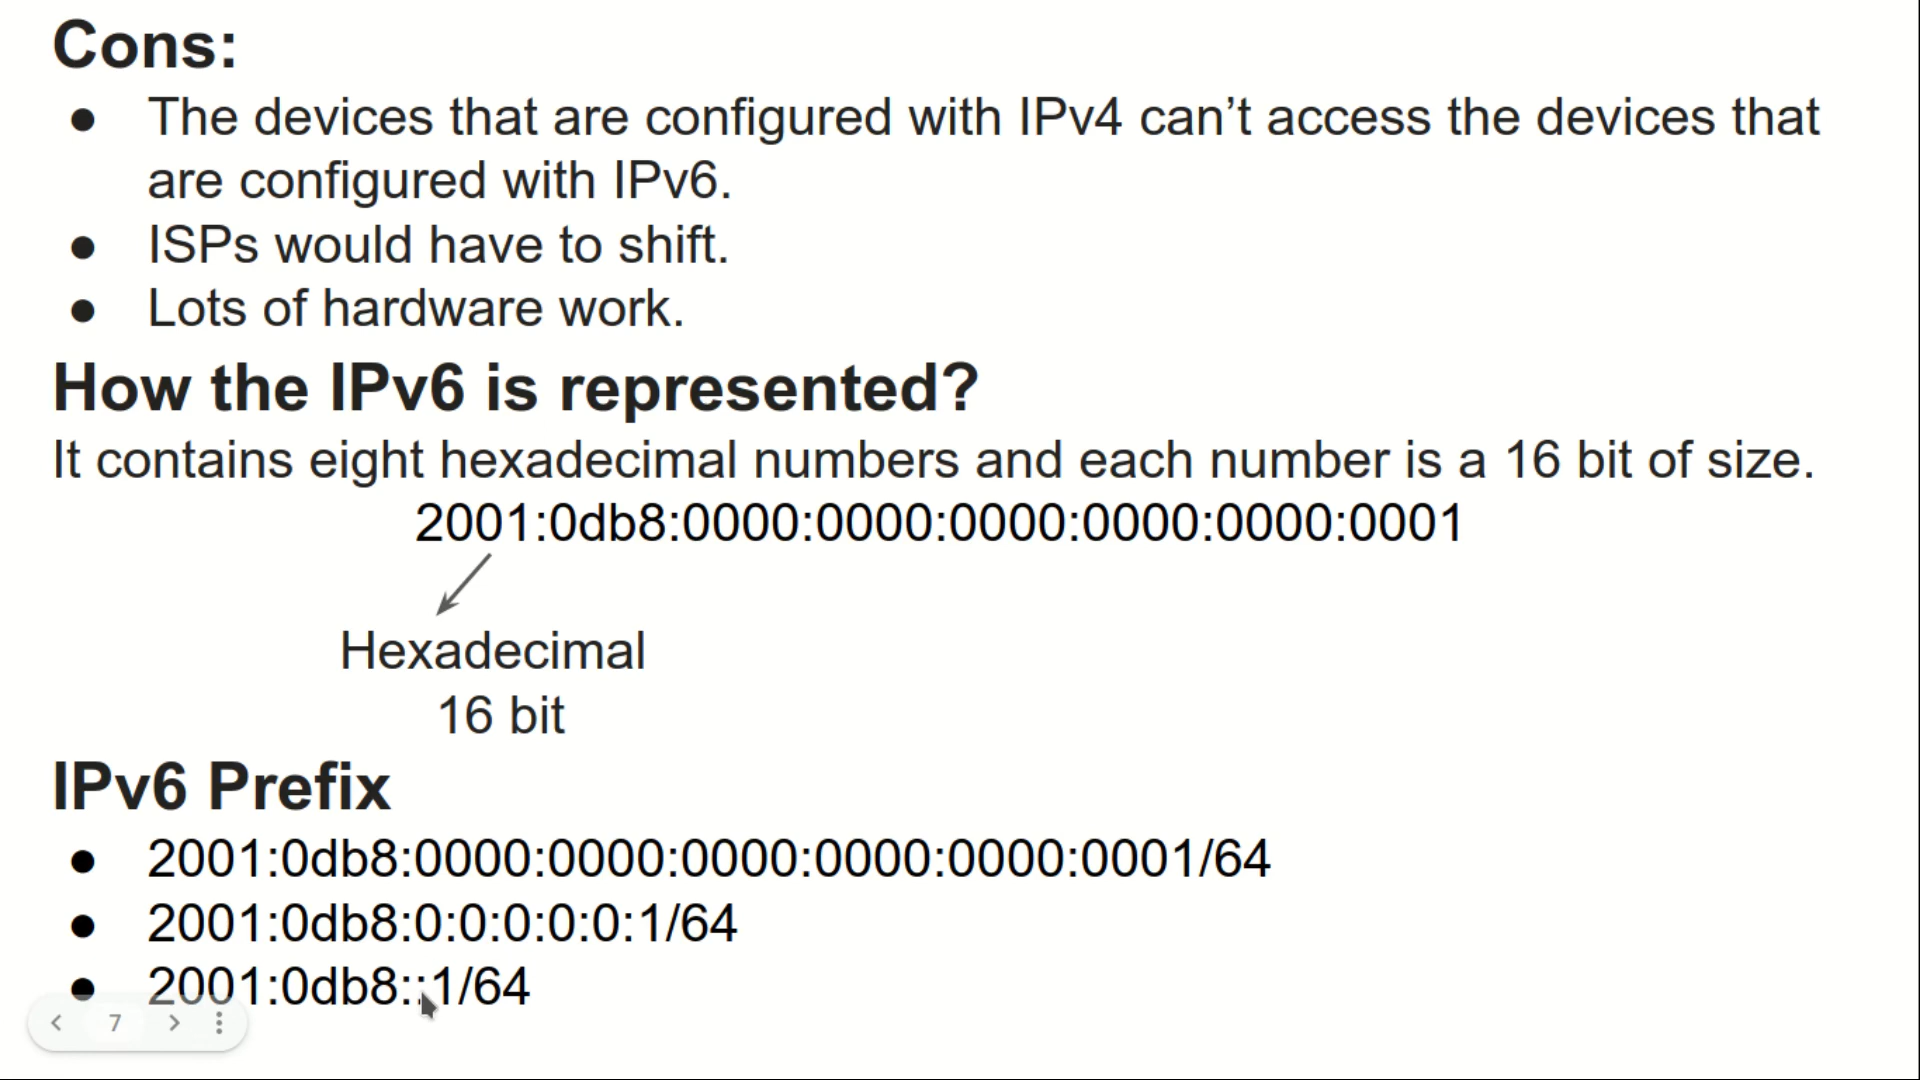 Cons:
● The devices that are configured with IPv4 can’t access the devices that
are configured with IPv6.
● ISPs would have to shift.
● Lots of hardware work.
How the IPv6 is represented?
It contains eight hexadecimal numbers and each number is a 16 bit of size.
2001:0db8:0000:0000:0000:0000:0000:0001
Hexadecimal
16 bit
IPv6 Prefix
● 2001:0db8:0000:0000:0000:0000:0000:0001/64
● 2001:0db8:0:0:0:0:0:1/64
● 2001:0db8::1/64
7